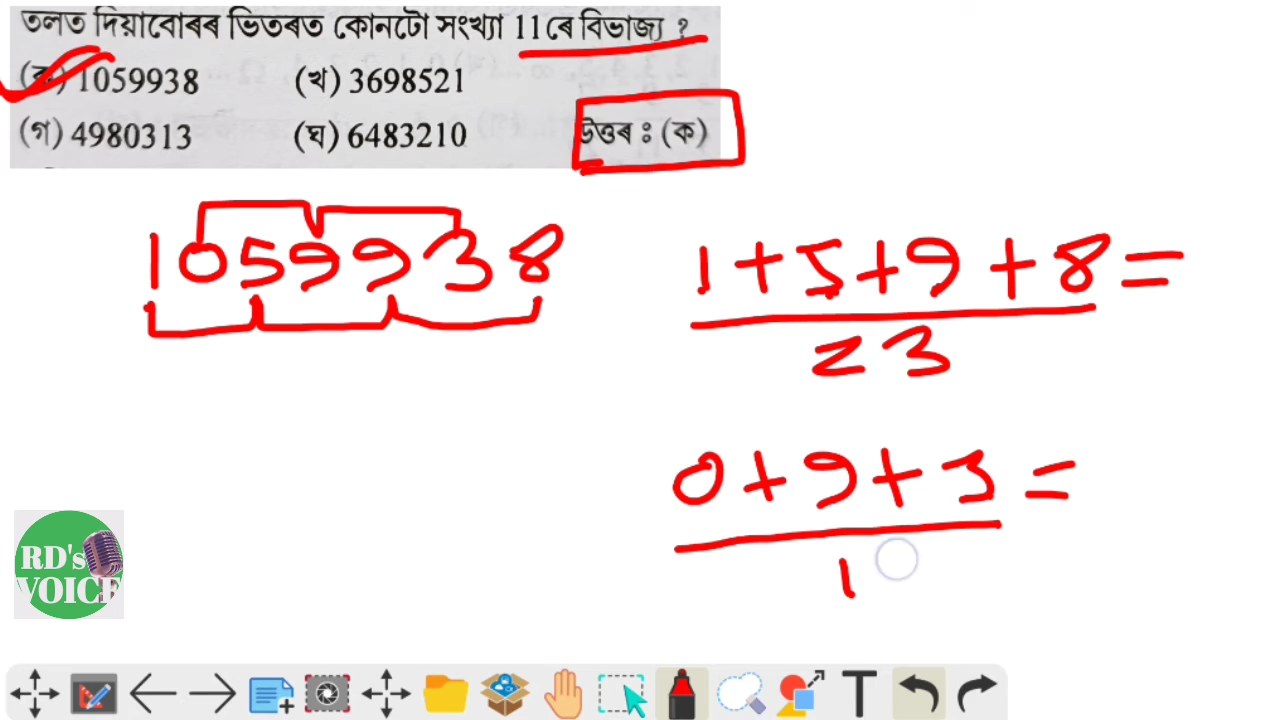 তলত দিয়াবোৰৰ ভিতৰত কোনটো সংখ্যা 11ৰে বিভাজ্য ?
(ক) 1059938 (খ) 3698521
(গ) 4980313 (ঘ) 6483210 উত্তৰ : (ক)
1059938
1+5+9+8=
23
0+9+3=
1
RD's
VOICE
T